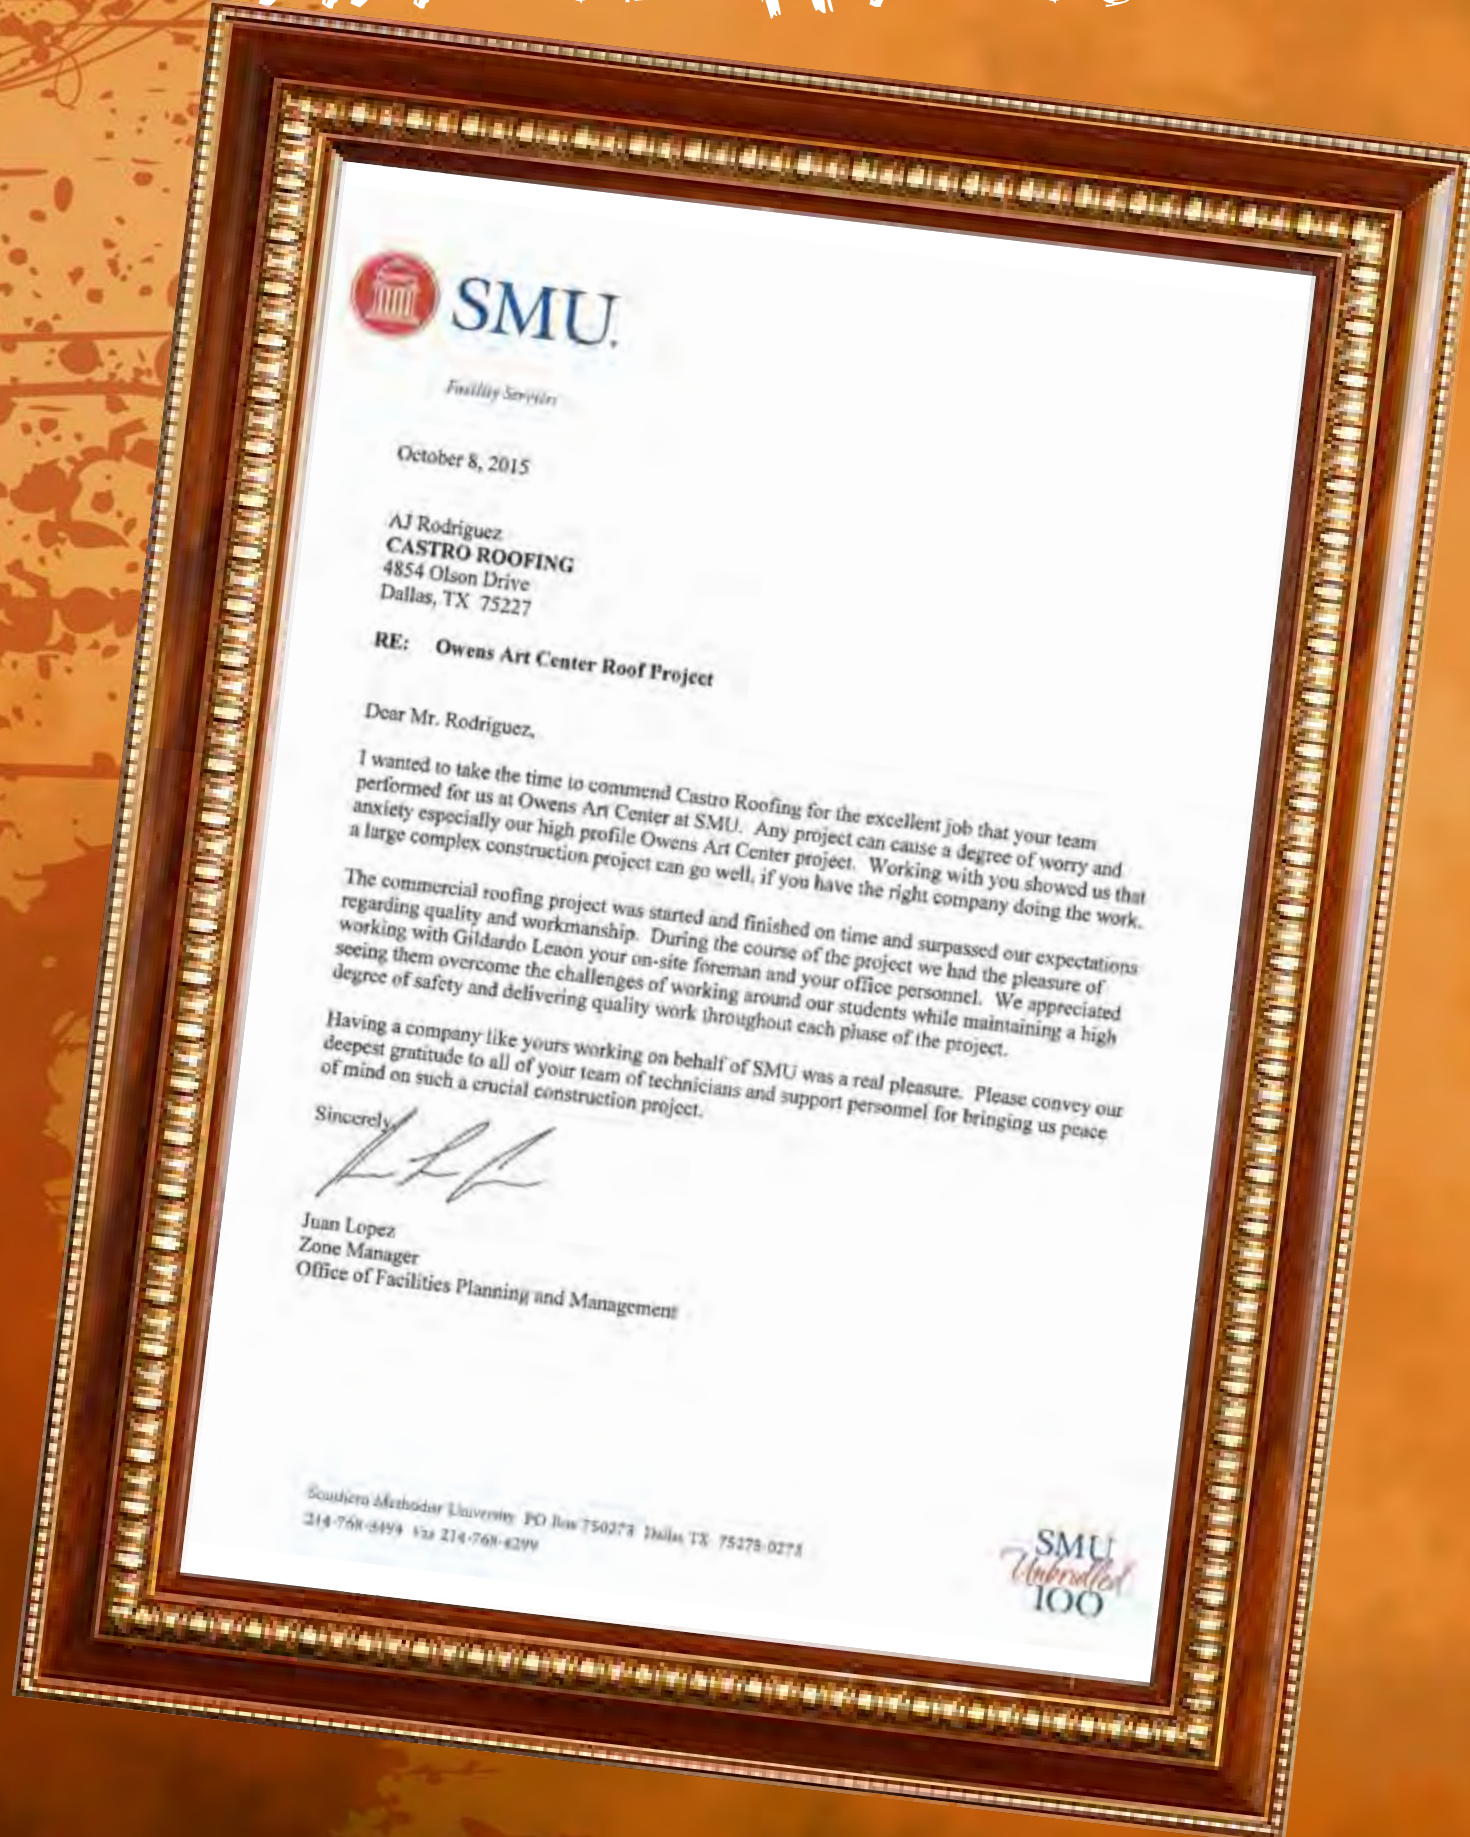 SMU
Facility Services
October 8, 2015
AJ Rodriguez
CASTRO ROOFING
4854 Olson Drive
Dallas, TX 75227
RE: Owens Art Center Roof Project
Dear Mr. Rodriguez,
I wanted to take the time to commend Castro Roofing for the excellent job that your team
performed for us at Owens Art Center at SMU. Any project can cause a degree of worry and
anxiety especially our high profile Owens Art Center project. Working with you showed us that
a large complex construction project can go well, if you have the right company doing the work.
The commercial roofing project was started and finished on time and surpassed our expectations
regarding quality and workmanship. During the course of the project we had the pleasure of
working with Gildardo Leaon your on-site foreman and your office personnel. We appreciated
seeing them overcome the challenges of working around our students while maintaining a high
degree of safety and delivering quality work throughout each phase of the project.
Having a company like yours working on behalf of SMU was a real pleasure. Please convey our
deepest gratitude to all of your team of technicians and support personnel for bringing us peace
of mind on such a crucial construction project.
Sincerely,
Juan Lopez
Zone Manager
Office of Facilities Planning and Management
Southern Methodist University PO Box 750278 Dallas TX 75275-0278
214-768-3494 Fax 214-768-4299
SMU
Unbridled
100